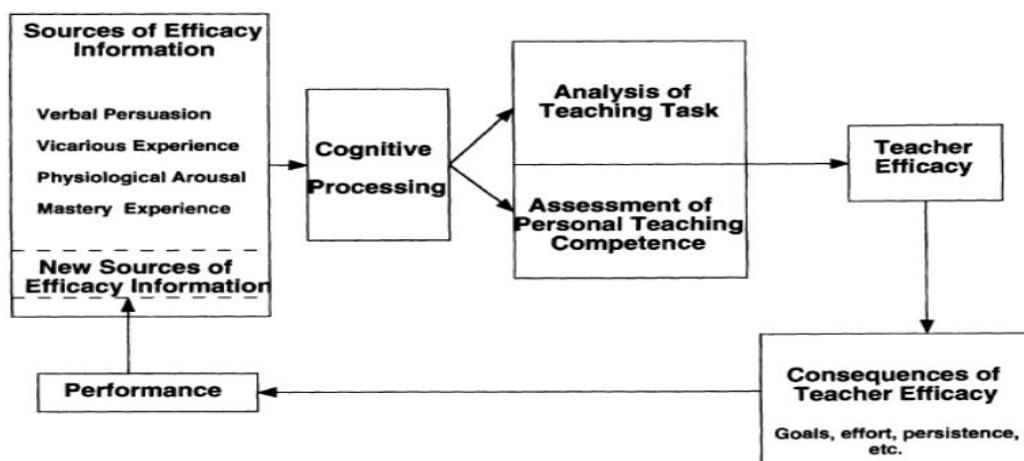 Sources of Efficacy
Information
Verbal Persuasion
Vicarious Experience
Physiological Arousal
Mastery Experience
New Sources of
Efficacy Information
Performance
Cognitive
Processing
Analysis of
Teaching Task
Assessment of
Personal Teaching
Competence
Teacher
Efficacy
Consequences of
Teacher Efficacy
Goals, effort, persistence,
etc.